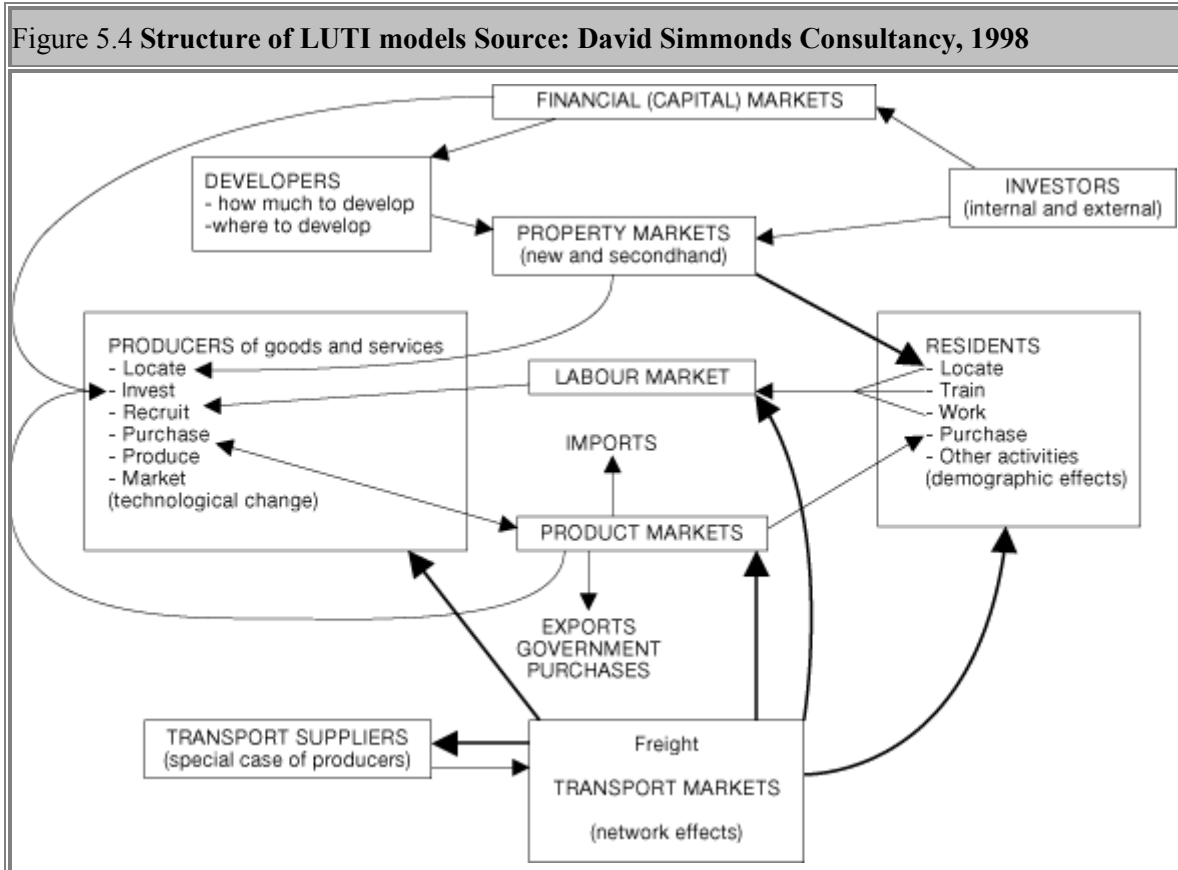 Figure 5.4 Structure of LUTI models Source: David Simmonds Consultancy, 1998
FINANCIAL (CAPITAL) MARKETS
DEVELOPERS
- how much to develop
-where to develop
INVESTORS
(internal and external)
PROPERTY MARKETS
(new and secondhand)
PRODUCERS of goods and services
- Locate
- Invest
- Recruit
- Purchase
- Produce
- Market
(technological change)
LABOUR MARKET
RESIDENTS
- Locate
- Train
- Work
- Purchase
- Other activities
(demographic effects)
IMPORTS
PRODUCT MARKETS
EXPORTS
GOVERNMENT
PURCHASES
TRANSPORT SUPPLIERS
(special case of producers)
Freight
TRANSPORT MARKETS
(network effects)